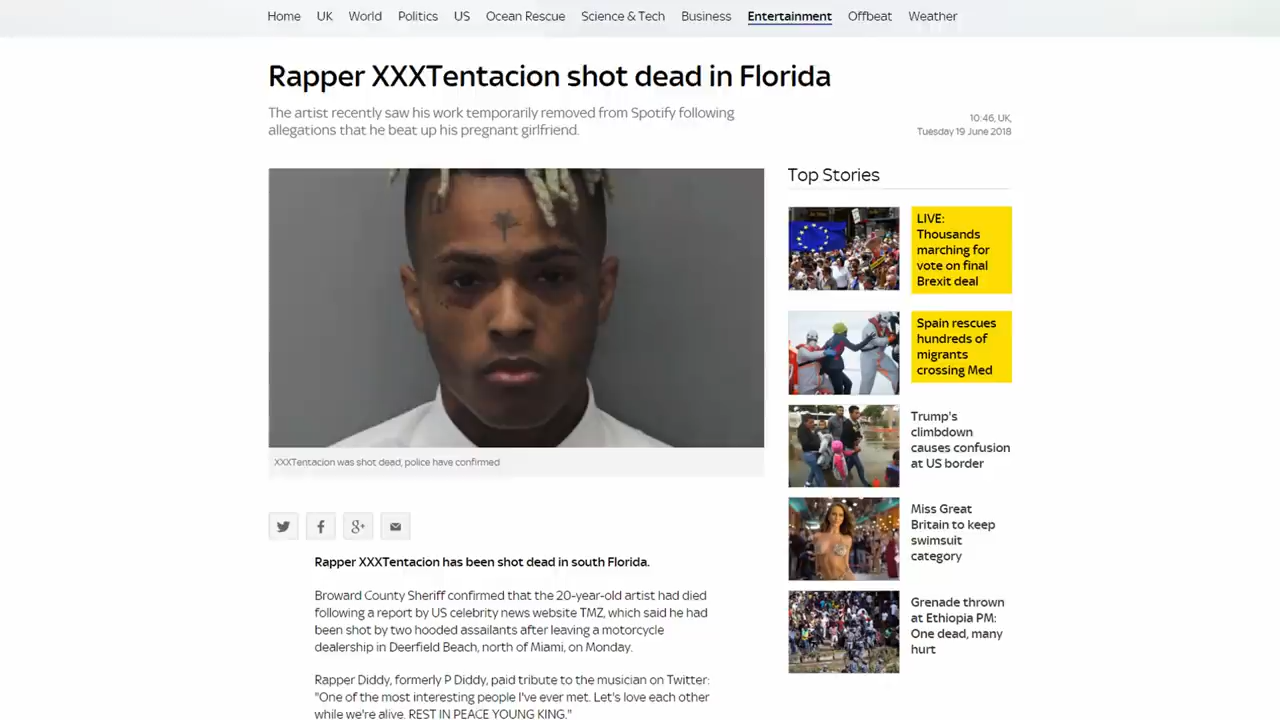 Home UK World Politics US Ocean Rescue Science & Tech Business Entertainment Offbeat Weather
Rapper XXXTentacion shot dead in Florida
The artist recently saw his work temporarily removed from Spotify following
allegations that he beat up his pregnant girlfriend.
10:46, UK,
Tuesday 19 June 2018
XXXTentacion was shot dead, police have confirmed
Rapper XXXTentacion has been shot dead in south Florida.
Broward County Sheriff confirmed that the 20-year-old artist had died
following a report by US celebrity news website TMZ, which said he had
been shot by two hooded assailants after leaving a motorcycle
dealership in Deerfield Beach, north of Miami, on Monday.
Rapper Diddy, formerly P Diddy, paid tribute to the musician on Twitter:
"One of the most interesting people I've ever met. Let's love each other
while we're alive. REST IN PEACE YOUNG KING."
Top Stories
LIVE:
Thousands
marching for
vote on final
Brexit deal
Spain rescues
hundreds of
migrants
crossing Med
Trump's
climbdown
causes confusion
at US border
Miss Great
Britain to keep
swimsuit
category
Grenade thrown
at Ethiopia PM:
One dead, many
hurt